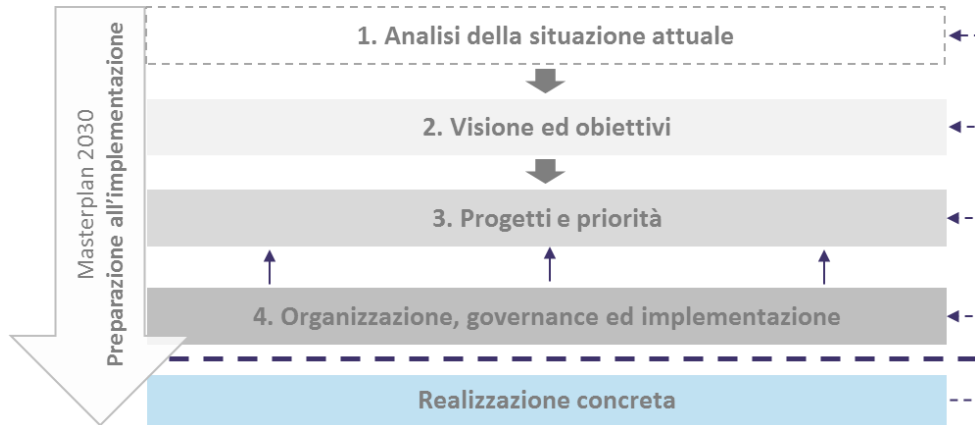 Masterplan 2030
Preparazione all'implementazione
1. Analisi della situazione attuale
2. Visione ed obiettivi
3. Progetti e priorità
4. Organizzazione, governance ed implementazione
Realizzazione concreta